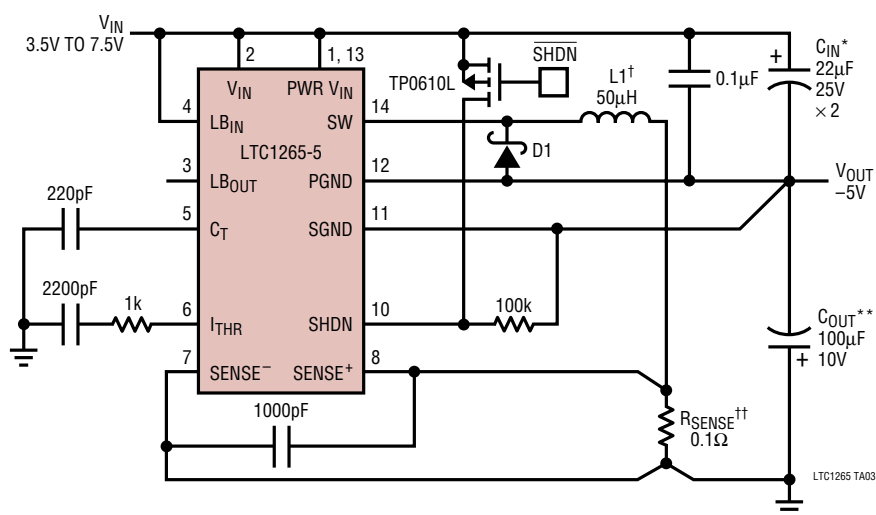 V_IN
3.5V TO 7.5V
2
1, 13
V_IN
PWR V_IN
4
LB_IN
14
SW
LTC1265-5
3
LB_OUT
12
PGND
5
C_T
11
SGND
6
I_THR
10
SHDN
7
SENSE⁻
8
SENSE⁺
TP0610L
SHDN
L1†
50µH
D1
0.1µF
+
C_IN*
22µF
25V
× 2
V_OUT
–5V
220pF
2200pF
1k
100k
1000pF
R_SENSE††
0.1Ω
C_OUT**
100µF
10V
+
LTC1265 TA03